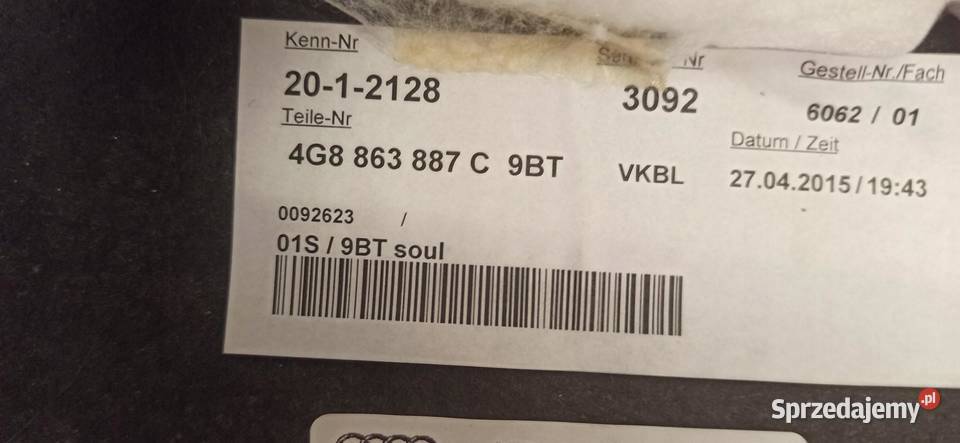 Kenn-Nr Nr Gestell-Nr./Fach
20-1-2128 3092 6062 / 01
Teile-Nr Datum / Zeit
4G8 863 887 C 9BT VKBL 27.04.2015/19:43
0092623 /
01S / 9BT soul
Sprzedajemy.pl